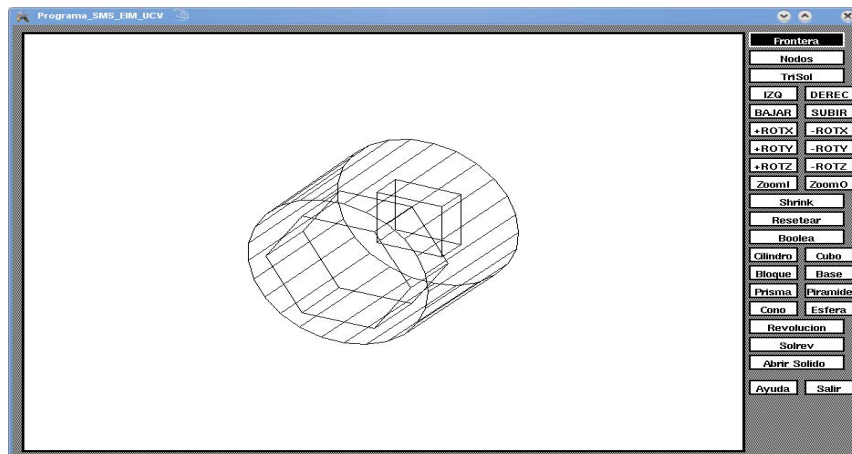 Programa_SMS_EIM_UCV
Frontera
Nodos
TriSol
IZQ DEREC
BAJAR SUBIR
+ROTX -ROTX
+ROTY -ROTY
+ROTZ -ROTZ
ZoomI ZoomO
Shrink
Resetear
Boolea
Cilindro Cubo
Bloque Base
Prisma Piramide
Cono Esfera
Revolucion
Solrev
Abrir Solido
Ayuda Salir